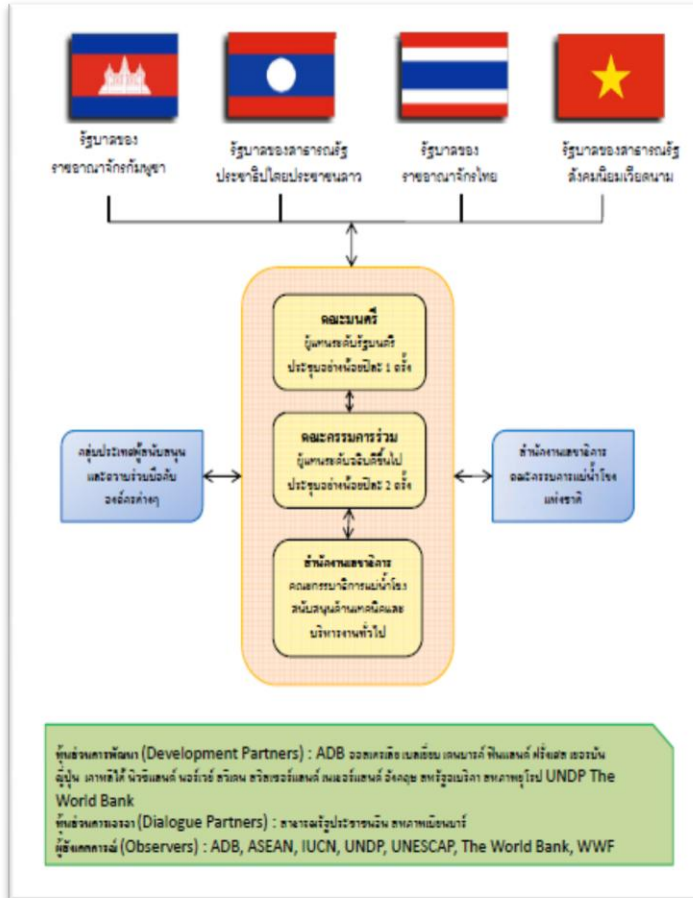 รัฐบาลของ
ราชอาณาจักรกัมพูชา
รัฐบาลของสาธารณรัฐ
ประชาธิปไตยประชาชนลาว
รัฐบาลของ
ราชอาณาจักรไทย
รัฐบาลของสาธารณรัฐ
สังคมนิยมเวียดนาม
คณะมนตรี
ผู้แทนระดับรัฐมนตรี
ประชุมอย่างน้อยปีละ 1 ครั้ง
คณะกรรมการร่วม
ผู้แทนระดับอธิบดีขึ้นไป
ประชุมอย่างน้อยปีละ 2 ครั้ง
สำนักงานเลขาธิการ
คณะกรรมาธิการแม่น้ำโขง
สนับสนุนด้านเทคนิคและ
บริหารงานทั่วไป
กลุ่มประเทศผู้สนับสนุน
และความร่วมมือกับ
องค์กรต่างๆ
สำนักงานเลขาธิการ
คณะกรรมการแม่น้ำโขง
แห่งชาติ
หุ้นส่วนการพัฒนา (Development Partners) : ADB ออสเตรเลีย เบลเยี่ยม เดนมาร์ค ฟินแลนด์ ฝรั่งเศส เยอรมัน
ญี่ปุ่น เกาหลีใต้ นิวซีแลนด์ นอร์เวย์ สวีเดน สวิตเซอร์แลนด์ เนเธอร์แลนด์ อังกฤษ สหรัฐอเมริกา สหภาพยุโรป UNDP The
World Bank
หุ้นส่วนการเจรจา (Dialogue Partners) : สาธารณรัฐประชาชนจีน สหภาพเมียนมาร์
ผู้สังเกตการณ์ (Observers) : ADB, ASEAN, IUCN, UNDP, UNESCAP, The World Bank, WWF